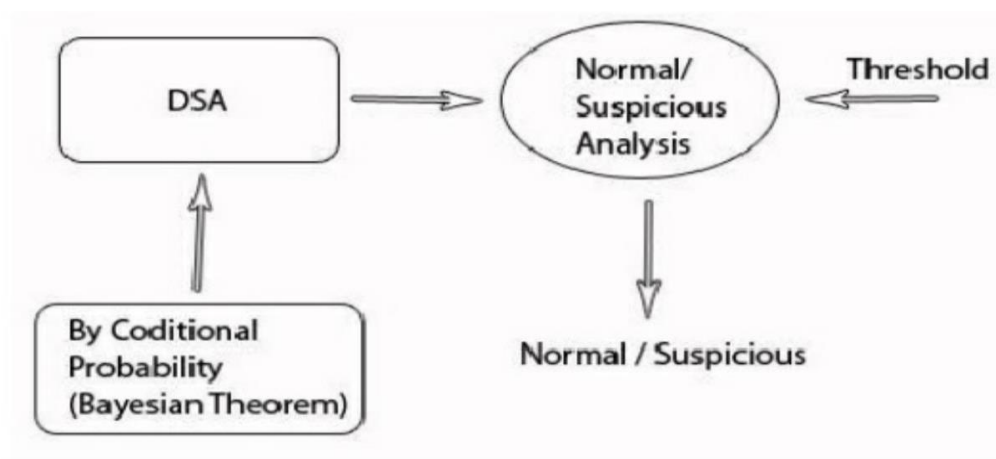 DSA
Normal/
Suspicious
Analysis
Threshold
By Coditional
Probability
(Bayesian Theorem)
Normal / Suspicious